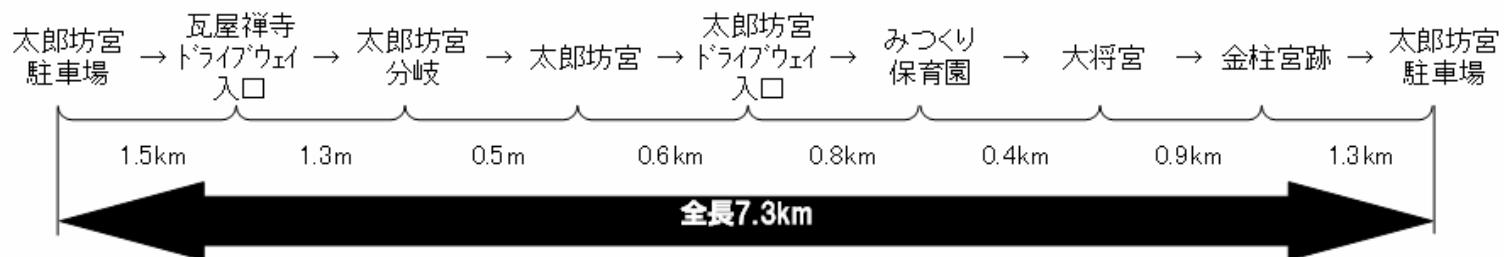 太郎坊宮
駐車場
→
瓦屋禅寺
ドライブウェイ
入口
→
太郎坊宮
分岐
→
太郎坊宮
→
太郎坊宮
ドライブウェイ
入口
→
みつくり
保育園
→
大将宮
→
金柱宮跡
→
太郎坊宮
駐車場
1.5km
1.3m
0.5m
0.6km
0.8km
0.4km
0.9km
1.3km
全長7.3km